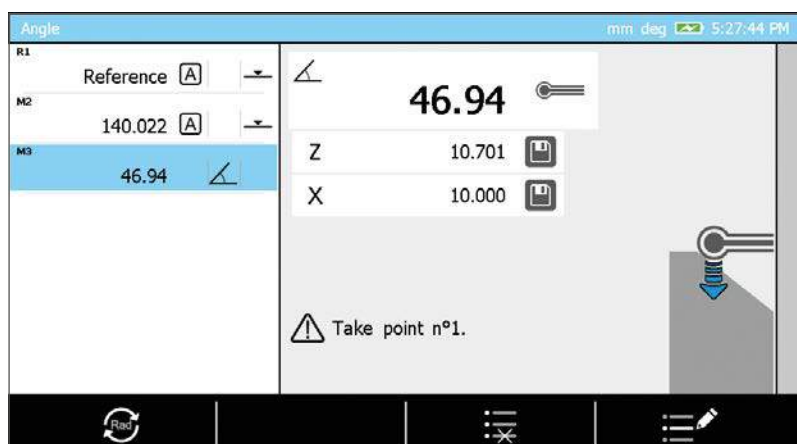 Angle mm deg 5:27:44 PM
R1
Reference A
M2
140.022 A
M3
46.94
46.94
Z 10.701
X 10.000
Take point nº1.
Rad